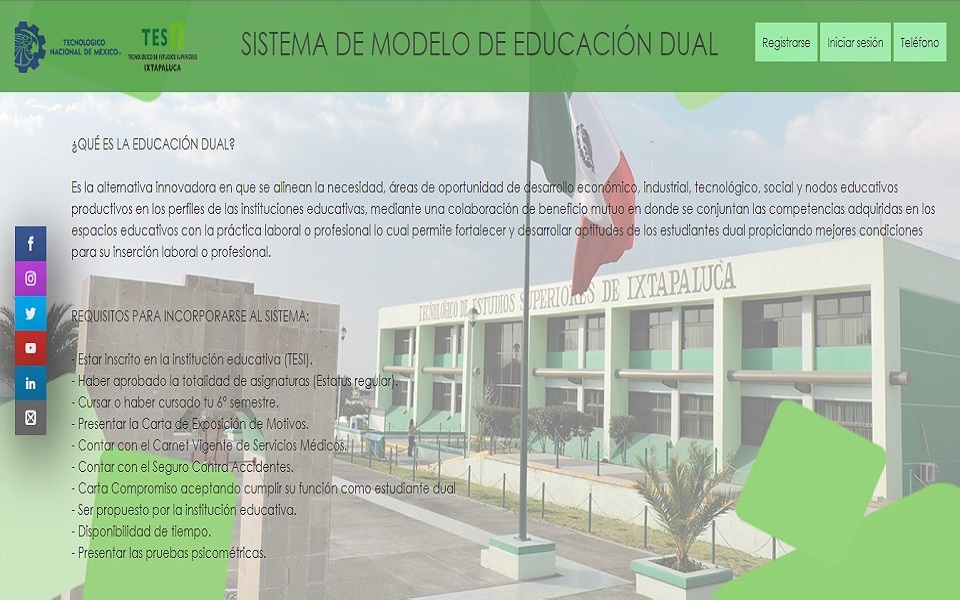 TECNOLÓGICO
NACIONAL DE MÉXICO
TES
TECNOLÓGICO DE ESTUDIOS SUPERIORES
IXTAPALUCA
SISTEMA DE MODELO DE EDUCACIÓN DUAL
Registrarse
Iniciar sesión
Teléfono
¿QUÉ ES LA EDUCACIÓN DUAL?
Es la alternativa innovadora en que se alinean la necesidad, áreas de oportunidad de desarrollo económico, industrial, tecnológico, social y nodos educativos
productivos en los perfiles de las instituciones educativas, mediante una colaboración de beneficio mutuo en donde se conjuntan las competencias adquiridas en los
espacios educativos con la práctica laboral o profesional lo cual permite fortalecer y desarrollar aptitudes de los estudiantes dual propiciando mejores condiciones
para su inserción laboral o profesional.
TECNOLÓGICO DE ESTUDIOS SUPERIORES DE IXTAPALUCA
REQUISITOS PARA INCORPORARSE AL SISTEMA:
- Estar inscrito en la institución educativa (TESI).
- Haber aprobado la totalidad de asignaturas (Estatus regular).
- Cursar o haber cursado tu 6º semestre.
- Presentar la Carta de Exposición de Motivos.
- Contar con el Carnet Vigente de Servicios Médicos.
- Contar con el Seguro Contra Accidentes.
- Carta Compromiso aceptando cumplir su función como estudiante dual
- Ser propuesto por la institución educativa.
- Disponibilidad de tiempo.
- Presentar las pruebas psicométricas.